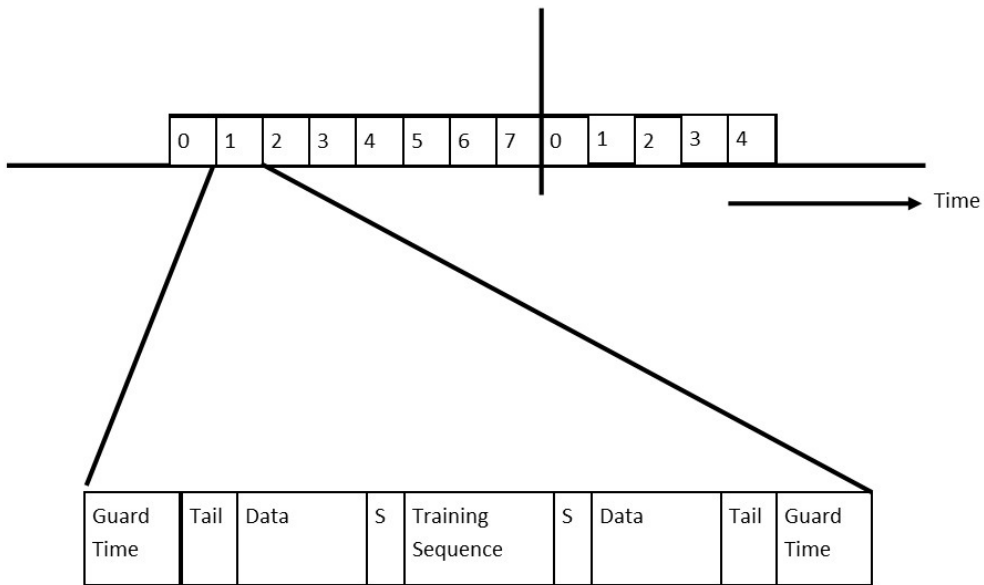 0 1 2 3 4 5 6 7 0 1 2 3 4
Time
Guard Tail Data S Training S Data Tail Guard
Time Sequence Time